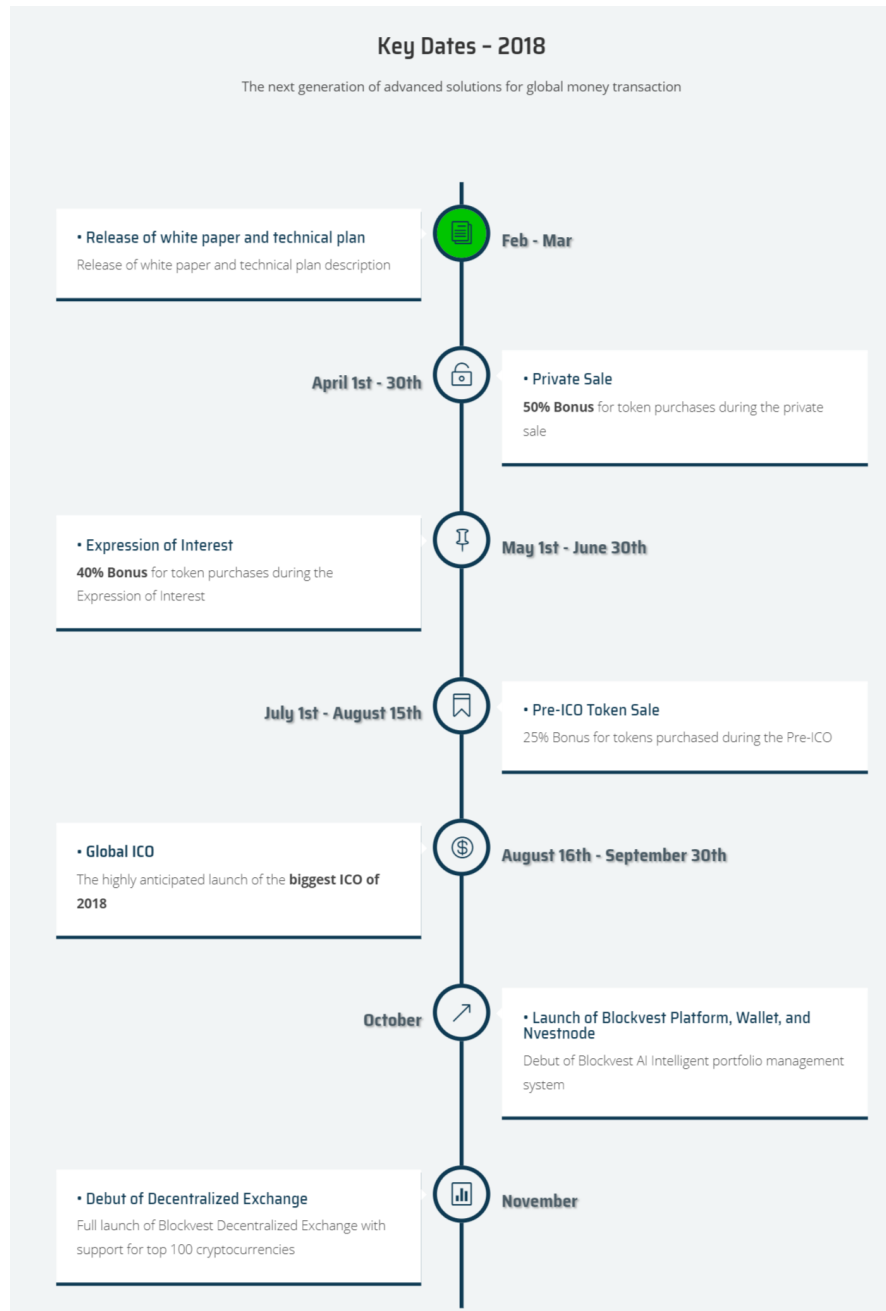 Key Dates – 2018
The next generation of advanced solutions for global money transaction
• Release of white paper and technical plan
Release of white paper and technical plan description
Feb - Mar
April 1st - 30th
• Private Sale
50% Bonus for token purchases during the private
sale
• Expression of Interest
40% Bonus for token purchases during the
Expression of Interest
May 1st - June 30th
July 1st - August 15th
• Pre-ICO Token Sale
25% Bonus for tokens purchased during the Pre-ICO
• Global ICO
The highly anticipated launch of the biggest ICO of
2018
August 16th - September 30th
October
• Launch of Blockvest Platform, Wallet, and
Nvestnode
Debut of Blockvest AI Intelligent portfolio management
system
• Debut of Decentralized Exchange
Full launch of Blockvest Decentralized Exchange with
support for top 100 cryptocurrencies
November